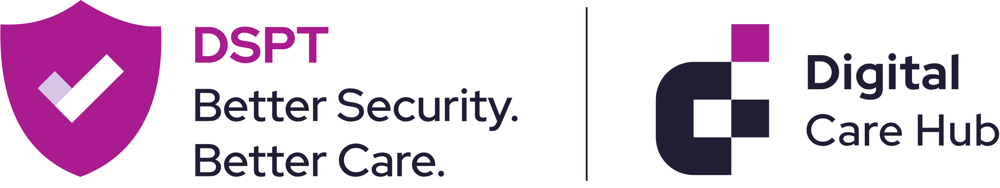 DSPT
Better Security.
Better Care.
Digital
Care Hub